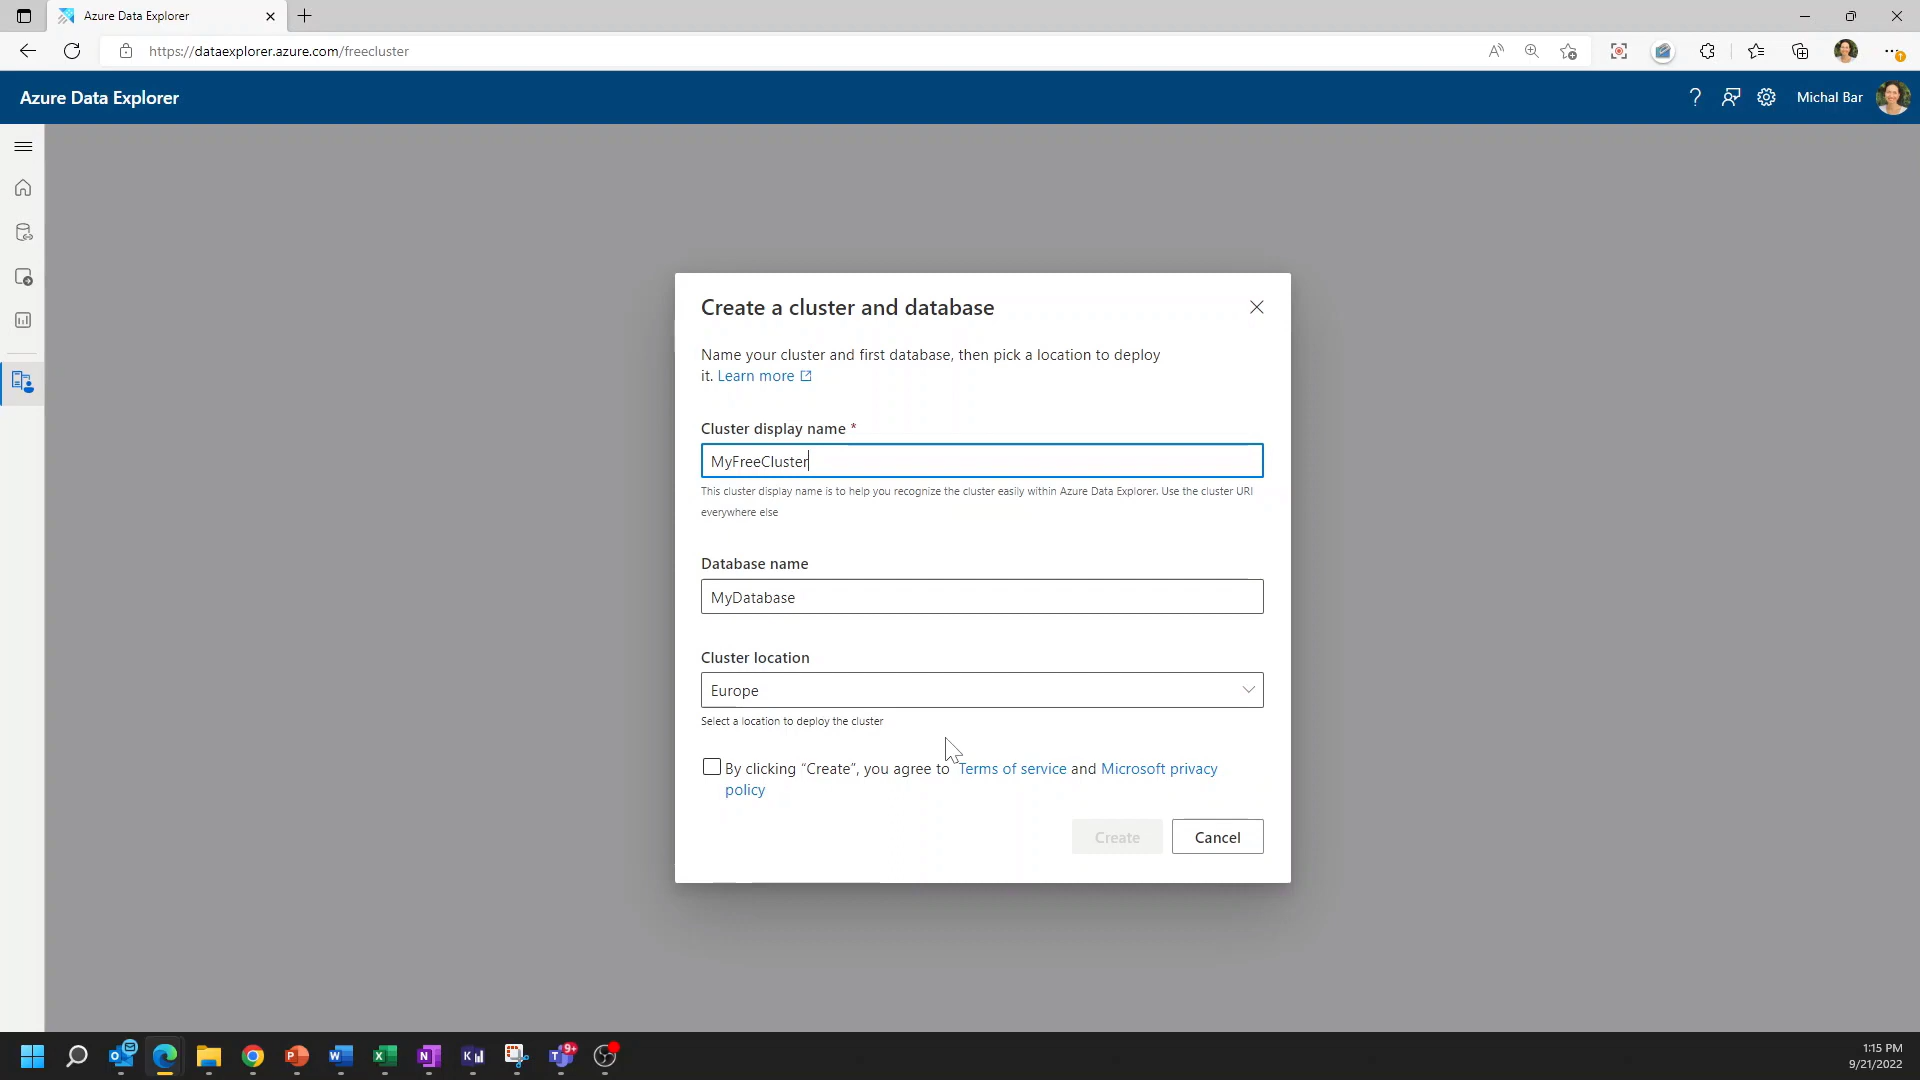 Azure Data Explorer
https://dataexplorer.azure.com/freecluster
Azure Data Explorer
Michal Bar
Create a cluster and database
Name your cluster and first database, then pick a location to deploy
it. Learn more
Cluster display name *
MyFreeCluster
This cluster display name is to help you recognize the cluster easily within Azure Data Explorer. Use the cluster URI
everywhere else
Database name
MyDatabase
Cluster location
Europe
Select a location to deploy the cluster
By clicking “Create”, you agree to Terms of service and Microsoft privacy
policy
Create
Cancel
9+
1:15 PM
9/21/2022